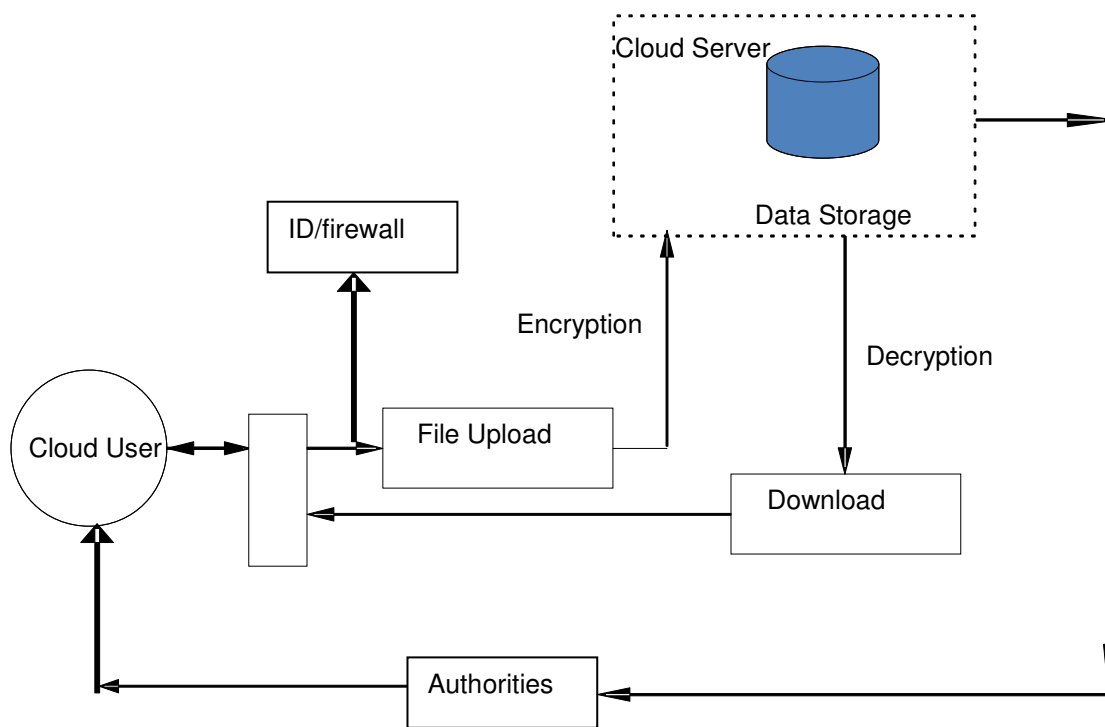 Cloud Server
Data Storage
ID/firewall
Encryption
Decryption
Cloud User
File Upload
Download
Authorities